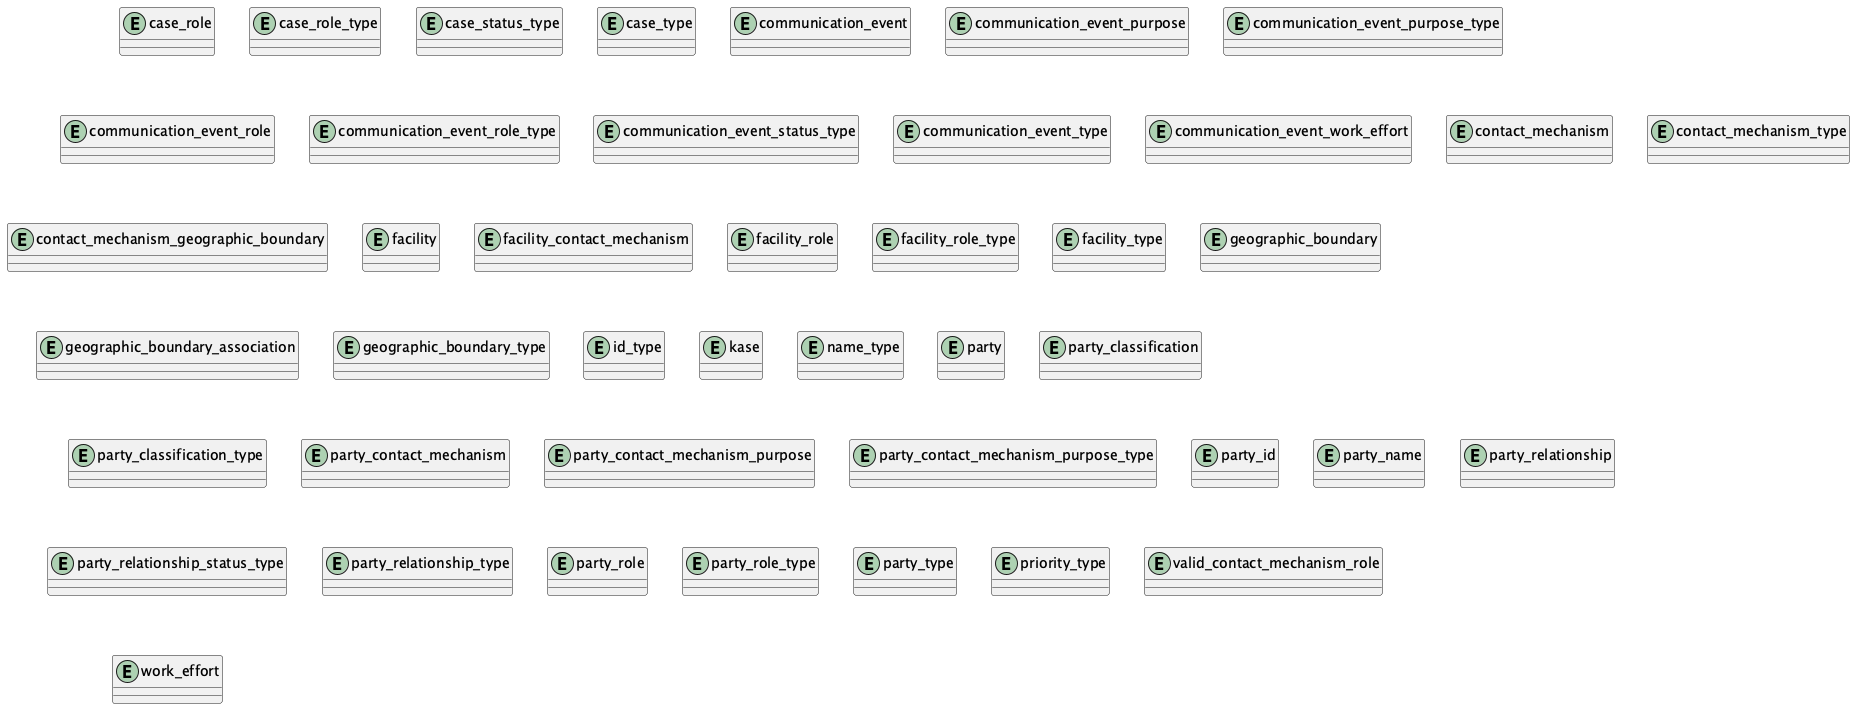 E case_role
E case_role_type
E case_status_type
E case_type
E communication_event
E communication_event_purpose
E communication_event_purpose_type
E communication_event_role
E communication_event_role_type
E communication_event_status_type
E communication_event_type
E communication_event_work_effort
E contact_mechanism
E contact_mechanism_type
E contact_mechanism_geographic_boundary
E facility
E facility_contact_mechanism
E facility_role
E facility_role_type
E facility_type
E geographic_boundary
E geographic_boundary_association
E geographic_boundary_type
E id_type
E kase
E name_type
E party
E party_classification
E party_classification_type
E party_contact_mechanism
E party_contact_mechanism_purpose
E party_contact_mechanism_purpose_type
E party_id
E party_name
E party_relationship
E party_relationship_status_type
E party_relationship_type
E party_role
E party_role_type
E party_type
E priority_type
E valid_contact_mechanism_role
E work_effort